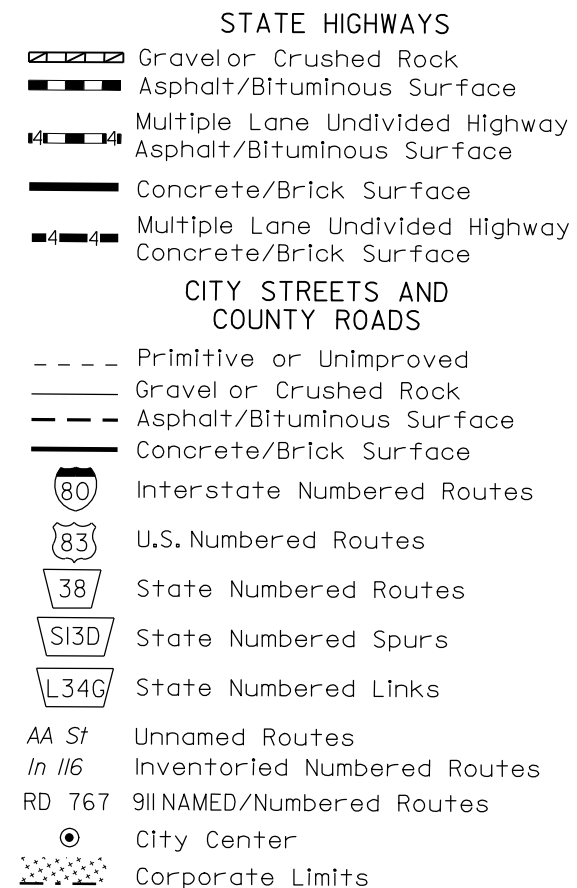 STATE HIGHWAYS
Gravel or Crushed Rock
Asphalt/Bituminous Surface
Multiple Lane Undivided Highway
4 4 Asphalt/Bituminous Surface
Concrete/Brick Surface
Multiple Lane Undivided Highway
4 4 Concrete/Brick Surface
CITY STREETS AND
COUNTY ROADS
Primitive or Unimproved
Gravel or Crushed Rock
Asphalt/Bituminous Surface
Concrete/Brick Surface
80 Interstate Numbered Routes
83 U.S. Numbered Routes
38 State Numbered Routes
S13D State Numbered Spurs
L34G State Numbered Links
AA St Unnamed Routes
In 116 Inventoried Numbered Routes
RD 767 911 NAMED/Numbered Routes
City Center
Corporate Limits